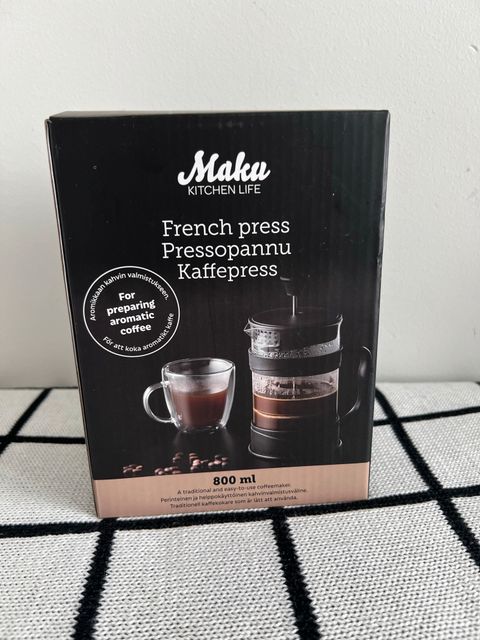 Maku
KITCHEN LIFE
French press
Pressopannu
Kaffepress
Aromikkaan kahvin valmistukseen.
For
preparing
aromatic
coffee
För att koka aromatikt kaffe
800 ml
A traditional and easy-to-use coffeemaker.
Perinteinen ja helppokäyttöinen kahvinvalmistusväline.
Traditionell kaffekokare som är lätt att använda.